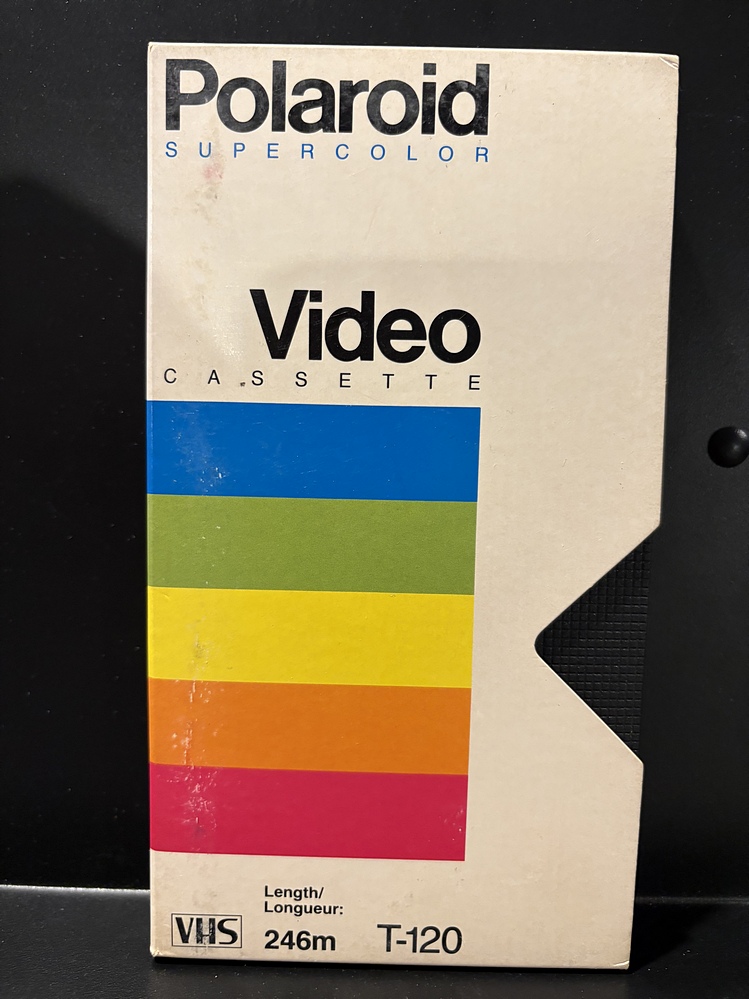 Polaroid
SUPERCOLOR
Video
CASSETTE
Length/
Longueur:
VHS 246m T-120